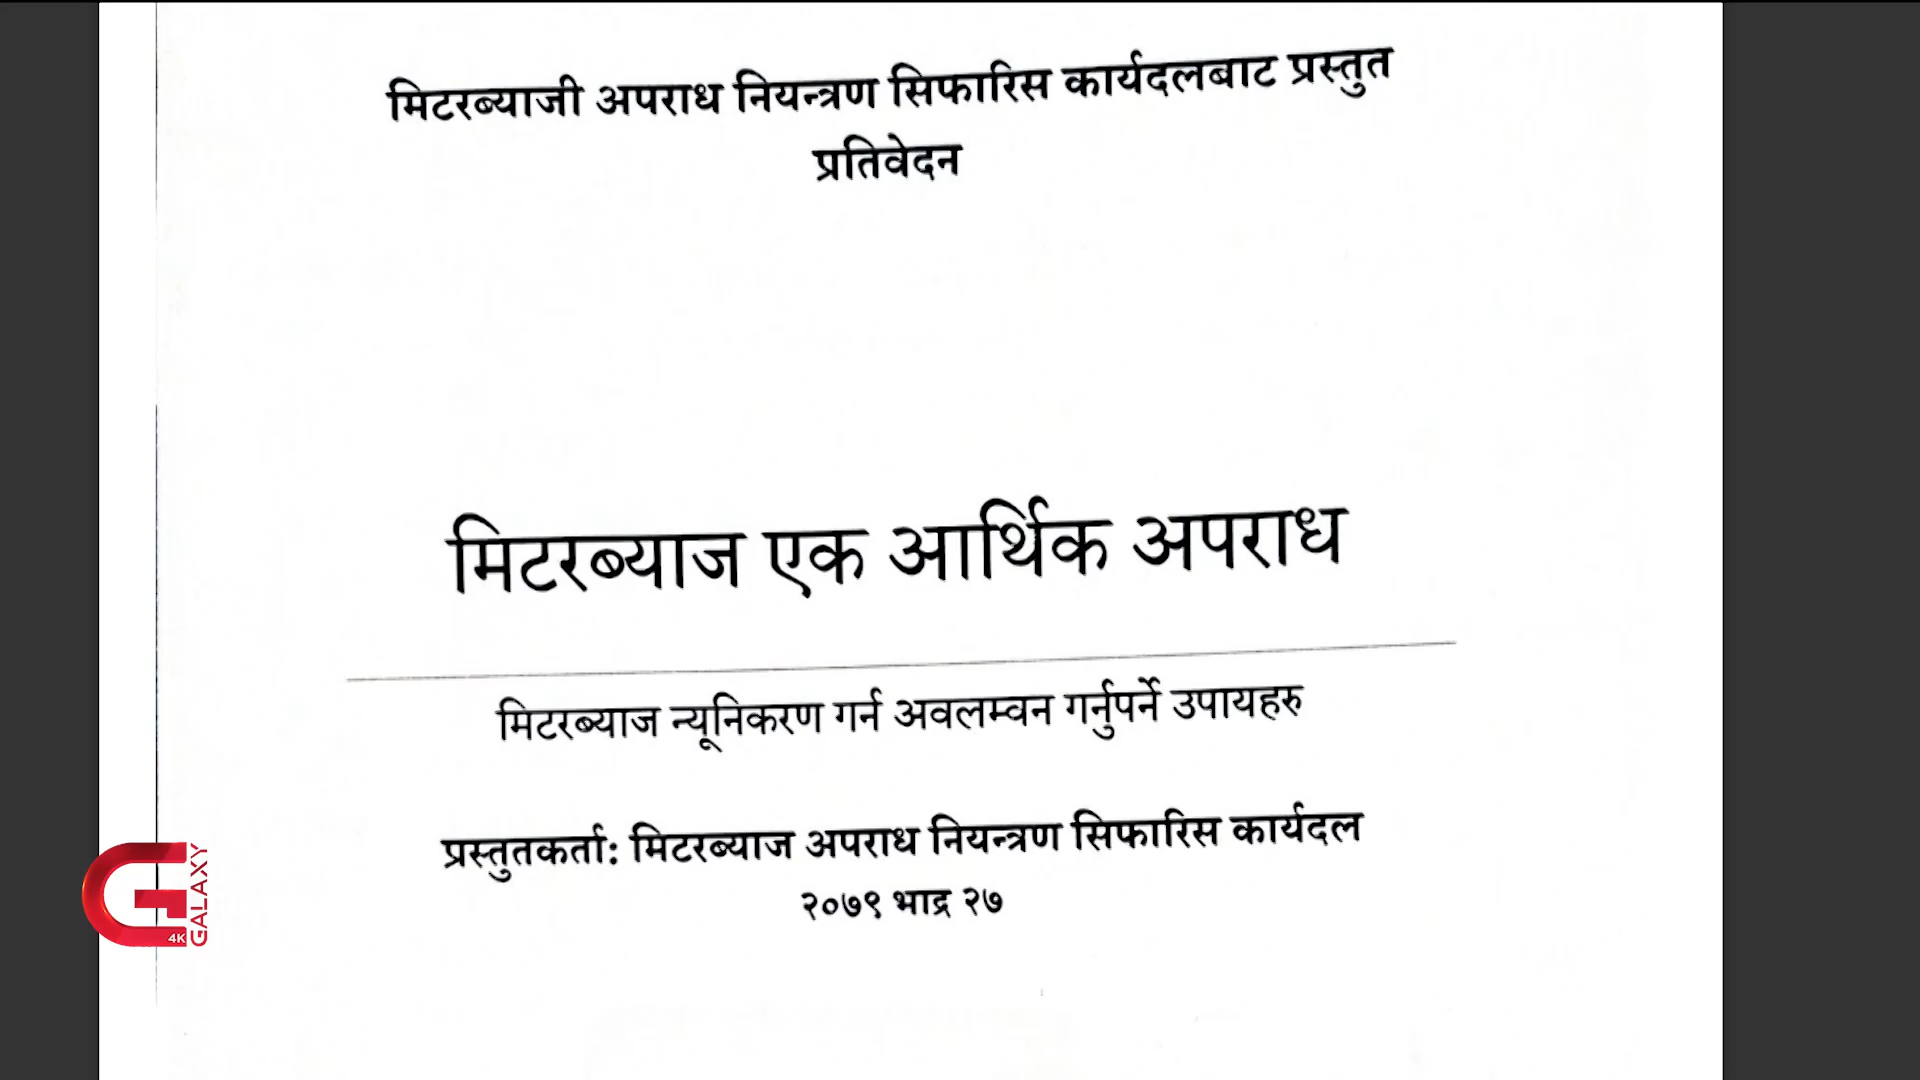 मिटरब्याजी अपराध नियन्त्रण सिफारिस कार्यदलबाट प्रस्तुत
प्रतिवेदन
मिटरब्याज एक आर्थिक अपराध
मिटरब्याज न्यूनिकरण गर्न अवलम्वन गर्नुपर्ने उपायहरु
प्रस्तुतकर्ता: मिटरब्याज अपराध नियन्त्रण सिफारिस कार्यदल
२०७९ भाद्र २७
GALAXY
4K